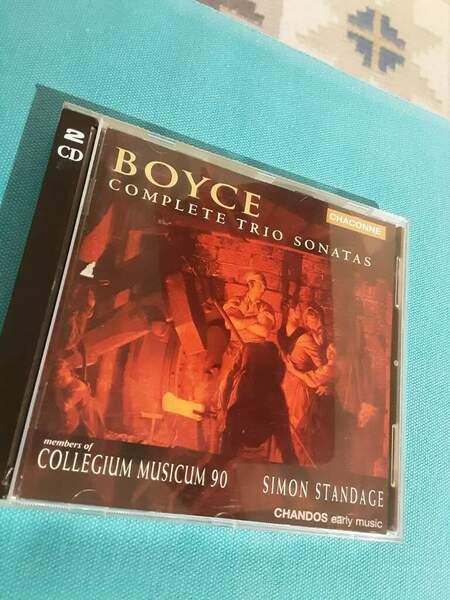 2
CD
BOYCE
COMPLETE TRIO SONATAS
CHACONNE
members of
COLLEGIUM MUSICUM 90
SIMON STANDAGE
CHANDOS early music